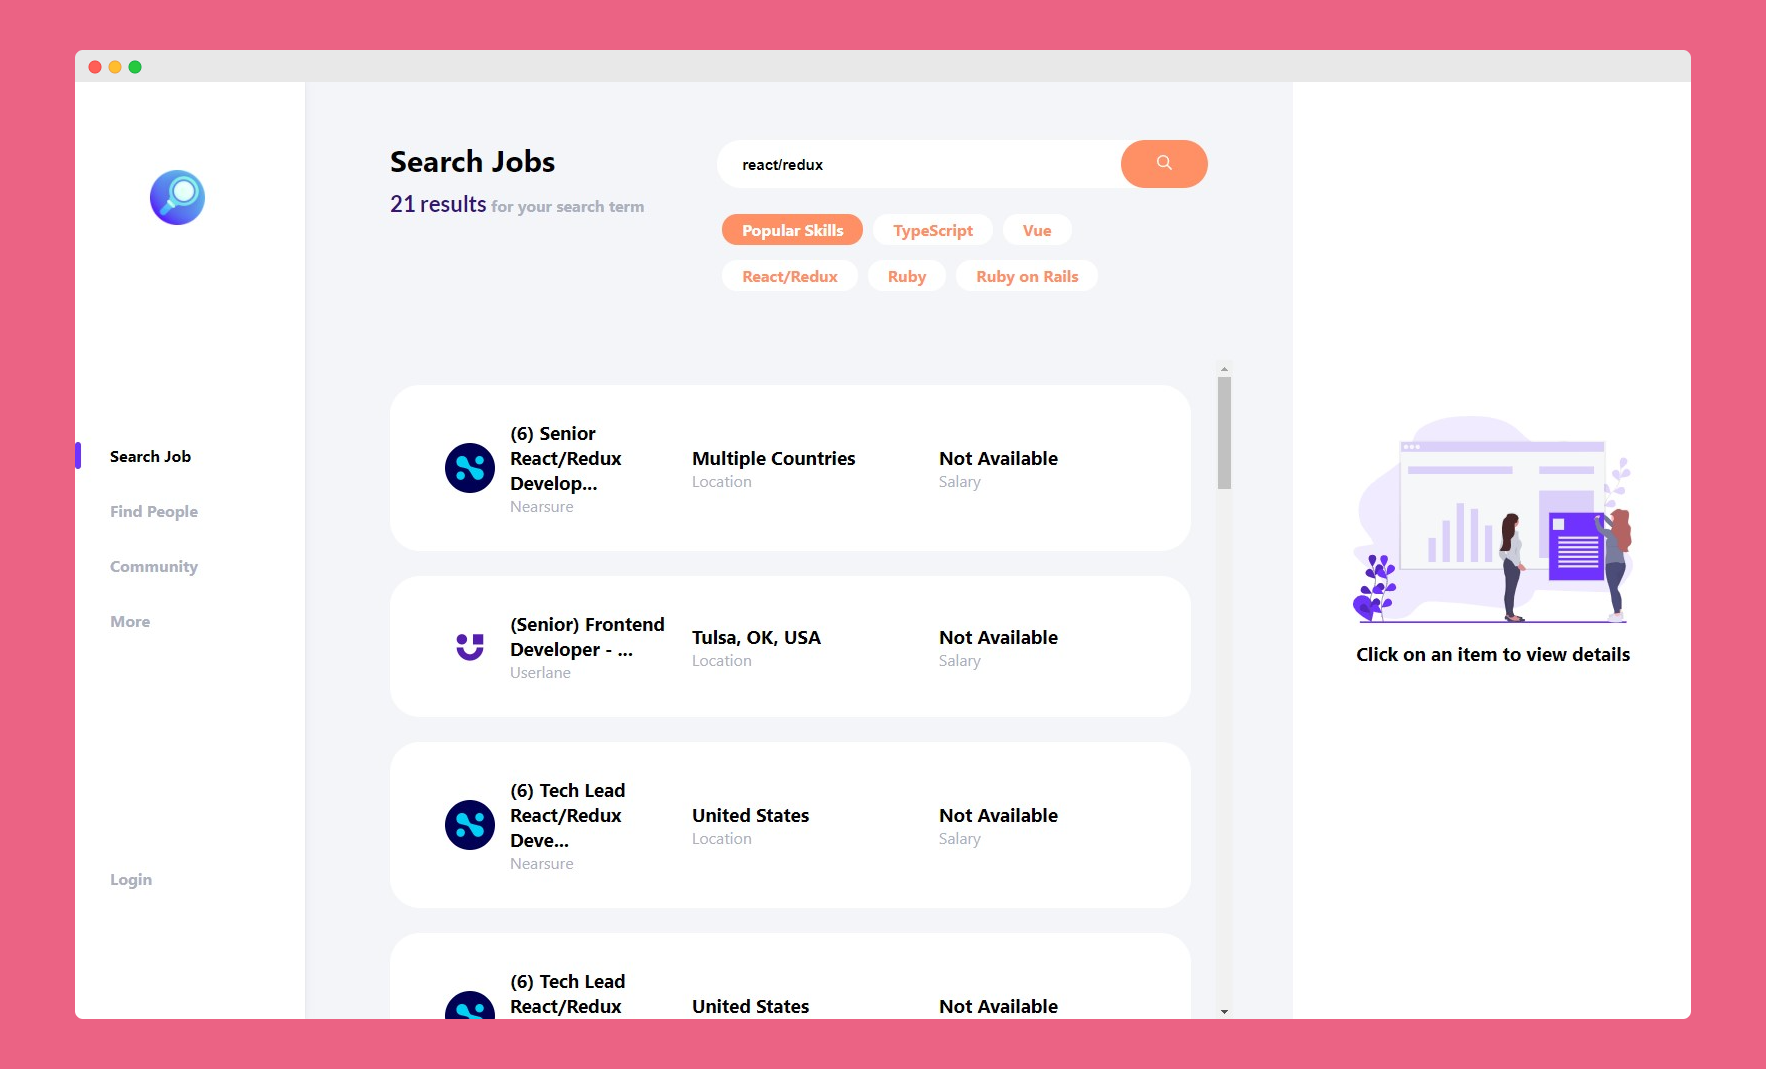 Search Jobs
21 results for your search term
react/redux
Popular Skills
TypeScript
Vue
React/Redux
Ruby
Ruby on Rails
Search Job
Find People
Community
More
Login
(6) Senior
React/Redux
Develop...
Nearsure
Multiple Countries
Location
Not Available
Salary
(Senior) Frontend
Developer - ...
Userlane
Tulsa, OK, USA
Location
Not Available
Salary
(6) Tech Lead
React/Redux
Deve...
Nearsure
United States
Location
Not Available
Salary
(6) Tech Lead
React/Redux
United States
Not Available
Click on an item to view details